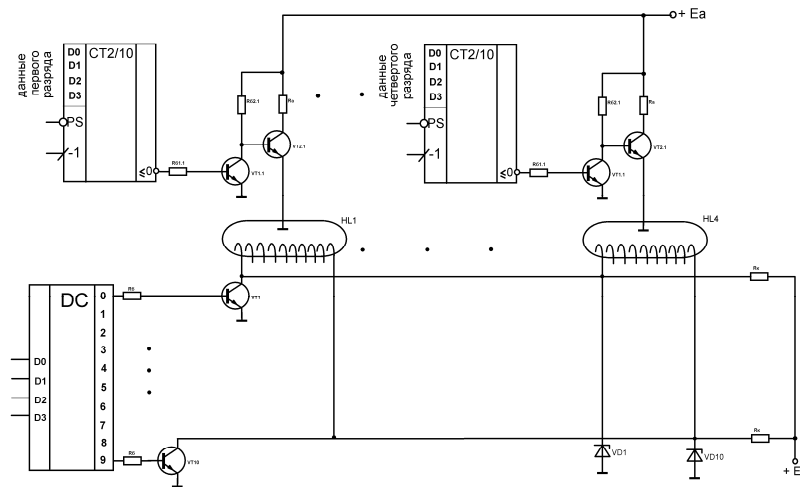 + Ea
данные
первого
разряда
D0 CT2/10
D1
D2
D3
PS
-1
≤0
R61.1
R62.1
Rа
VT1.1
VT2.1
данные
четвертого
разряда
D0 CT2/10
D1
D2
D3
PS
-1
≤0
R61.1
R62.1
Rа
VT1.1
VT2.1
HL1
HL4
DC
D0
D1
D2
D3
0
1
2
3
4
5
6
7
8
9
Rб
VT1
Rк
Rб
VT10
Rк
VD1
VD10
+ E